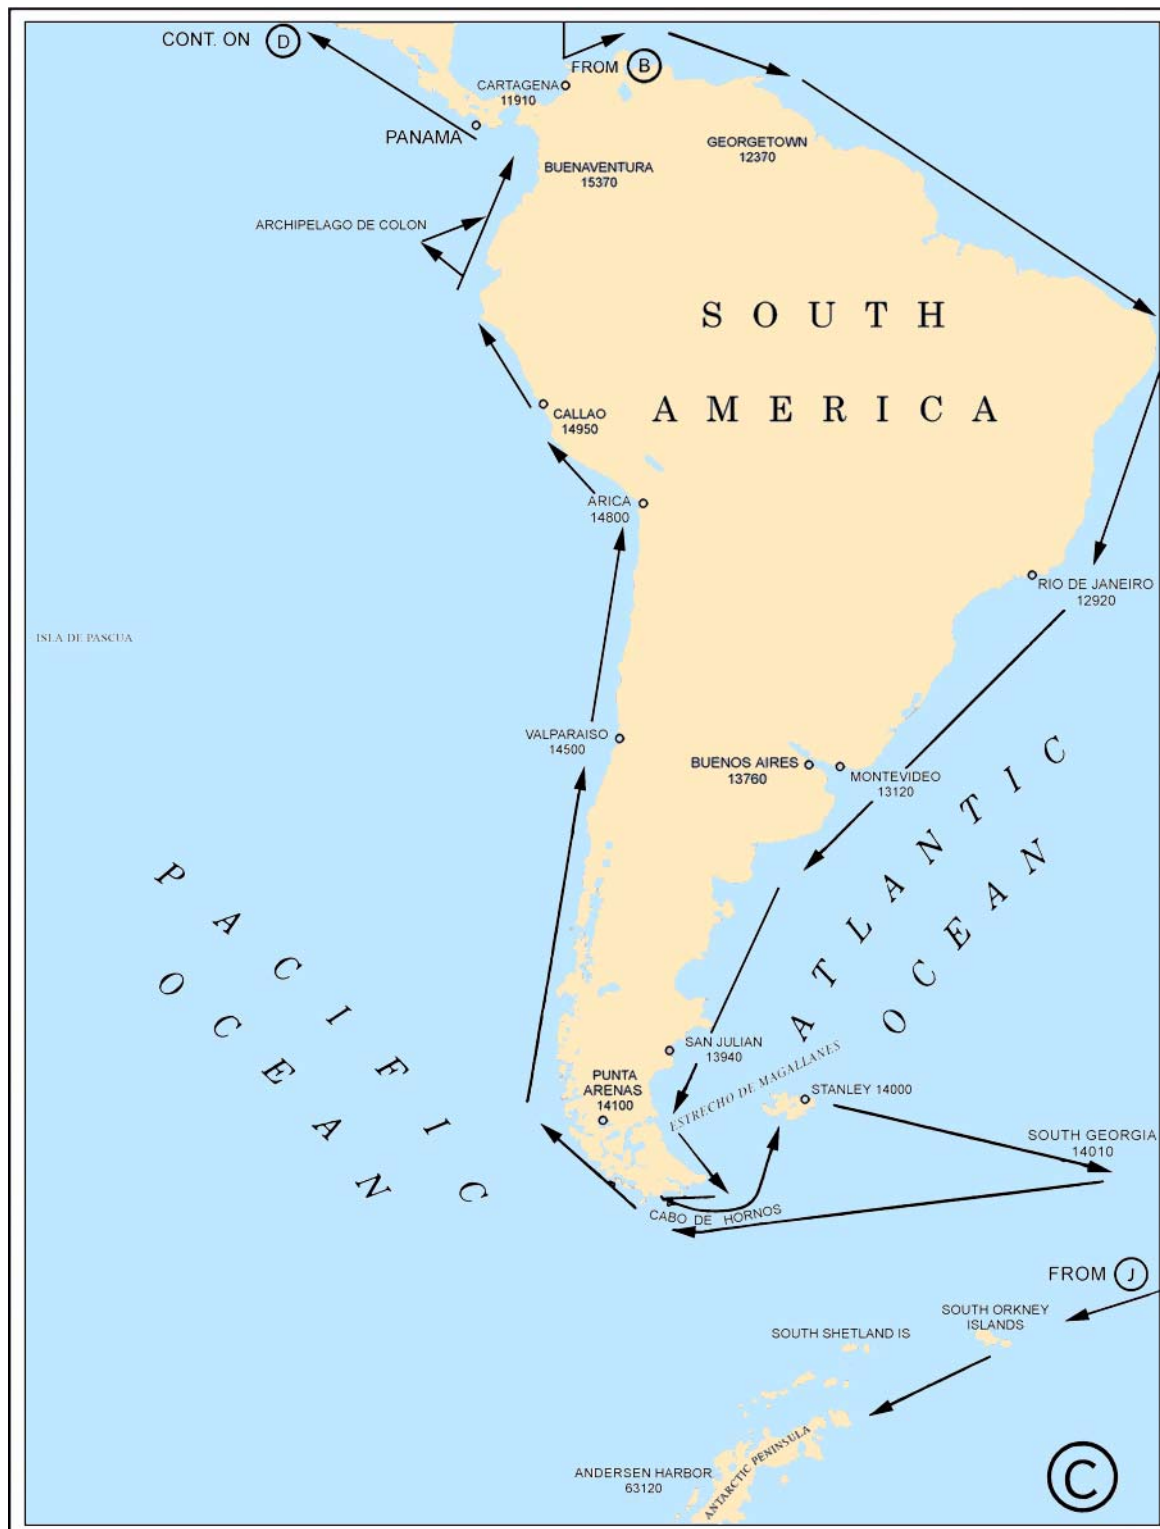 CONT. ON D
FROM B
CARTAGENA
11910
PANAMA
GEORGETOWN
12370
BUENAVENTURA
15370
ARCHIPELAGO DE COLON
SOUTH
AMERICA
CALLAO
14950
ARICA
14800
RIO DE JANEIRO
12920
ISLA DE PASCUA
VALPARAISO
14500
BUENOS AIRES
13760
MONTEVIDEO
13120
PACIFIC
OCEAN
ATLANTIC
OCEAN
SAN JULIAN
13940
ESTRECHO DE MAGALLANES
PUNTA
ARENAS
14100
STANLEY 14000
SOUTH GEORGIA
14010
CABO DE HORNOS
FROM J
SOUTH ORKNEY
ISLANDS
SOUTH SHETLAND IS
ANTARCTIC PENINSULA
ANDERSEN HARBOR
63120
C